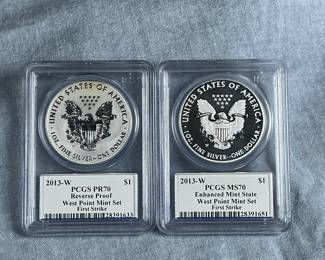 UNITED STATES OF AMERICA
1 OZ. FINE SILVER~ONE DOLLAR
2013-W $1
PCGS PR70
Reverse Proof
West Point Mint Set
First Strike
28391633
UNITED STATES OF AMERICA
1 OZ. FINE SILVER~ONE DOLLAR
2013-W $1
PCGS MS70
Enhanced Mint State
West Point Mint Set
First Strike
28391651